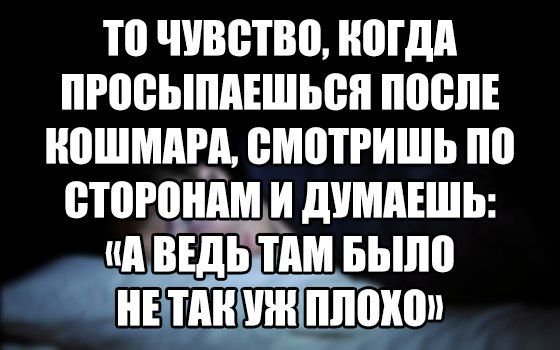 ТО ЧУВСТВО, КОГДА
ПРОСЫПАЕШЬСЯ ПОСЛЕ
КОШМАРА, СМОТРИШЬ ПО
СТОРОНАМ И ДУМАЕШЬ:
«А ВЕДЬ ТАМ БЫЛО
НЕ ТАК УЖ ПЛОХО»